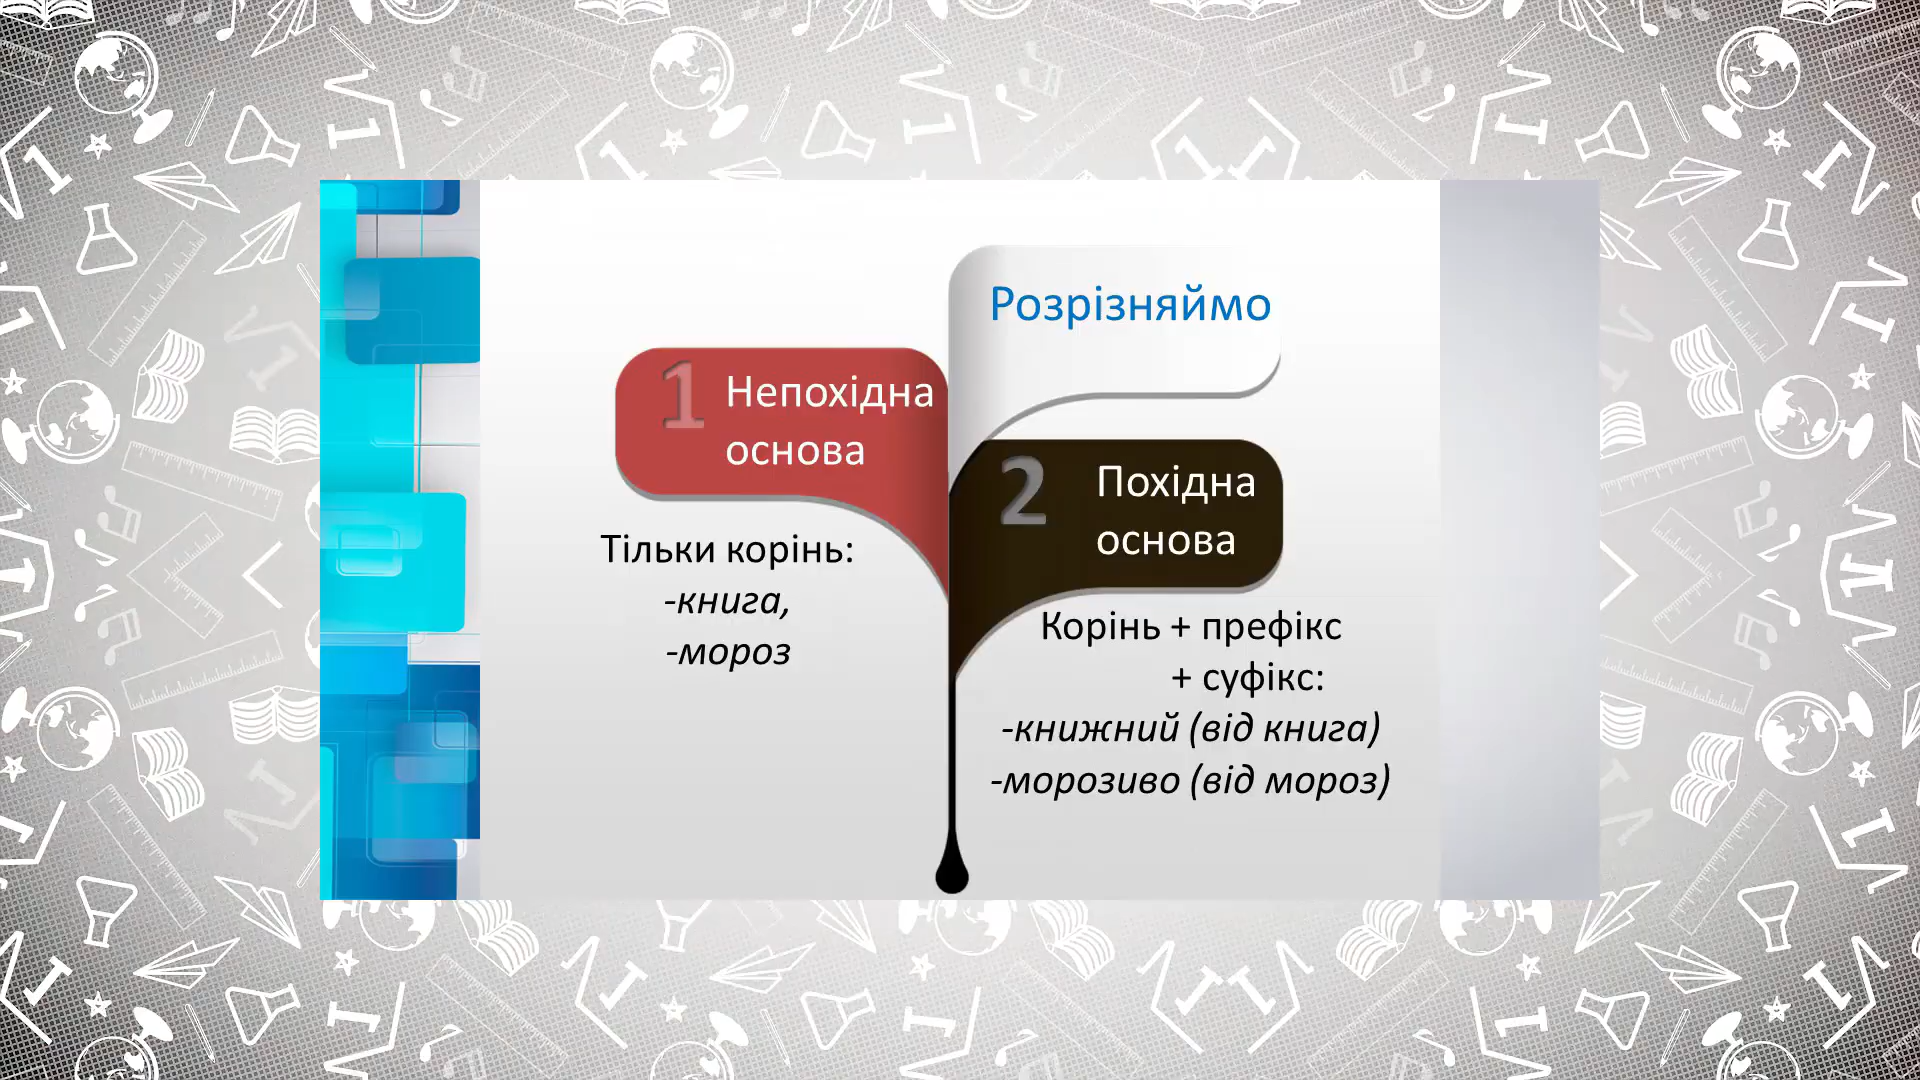 Розрізняймо
1 Непохідна
основа
Тільки корінь:
-книга,
-мороз
2 Похідна
основа
Корінь + префікс
+ суфікс:
-книжний (від книга)
-морозиво (від мороз)